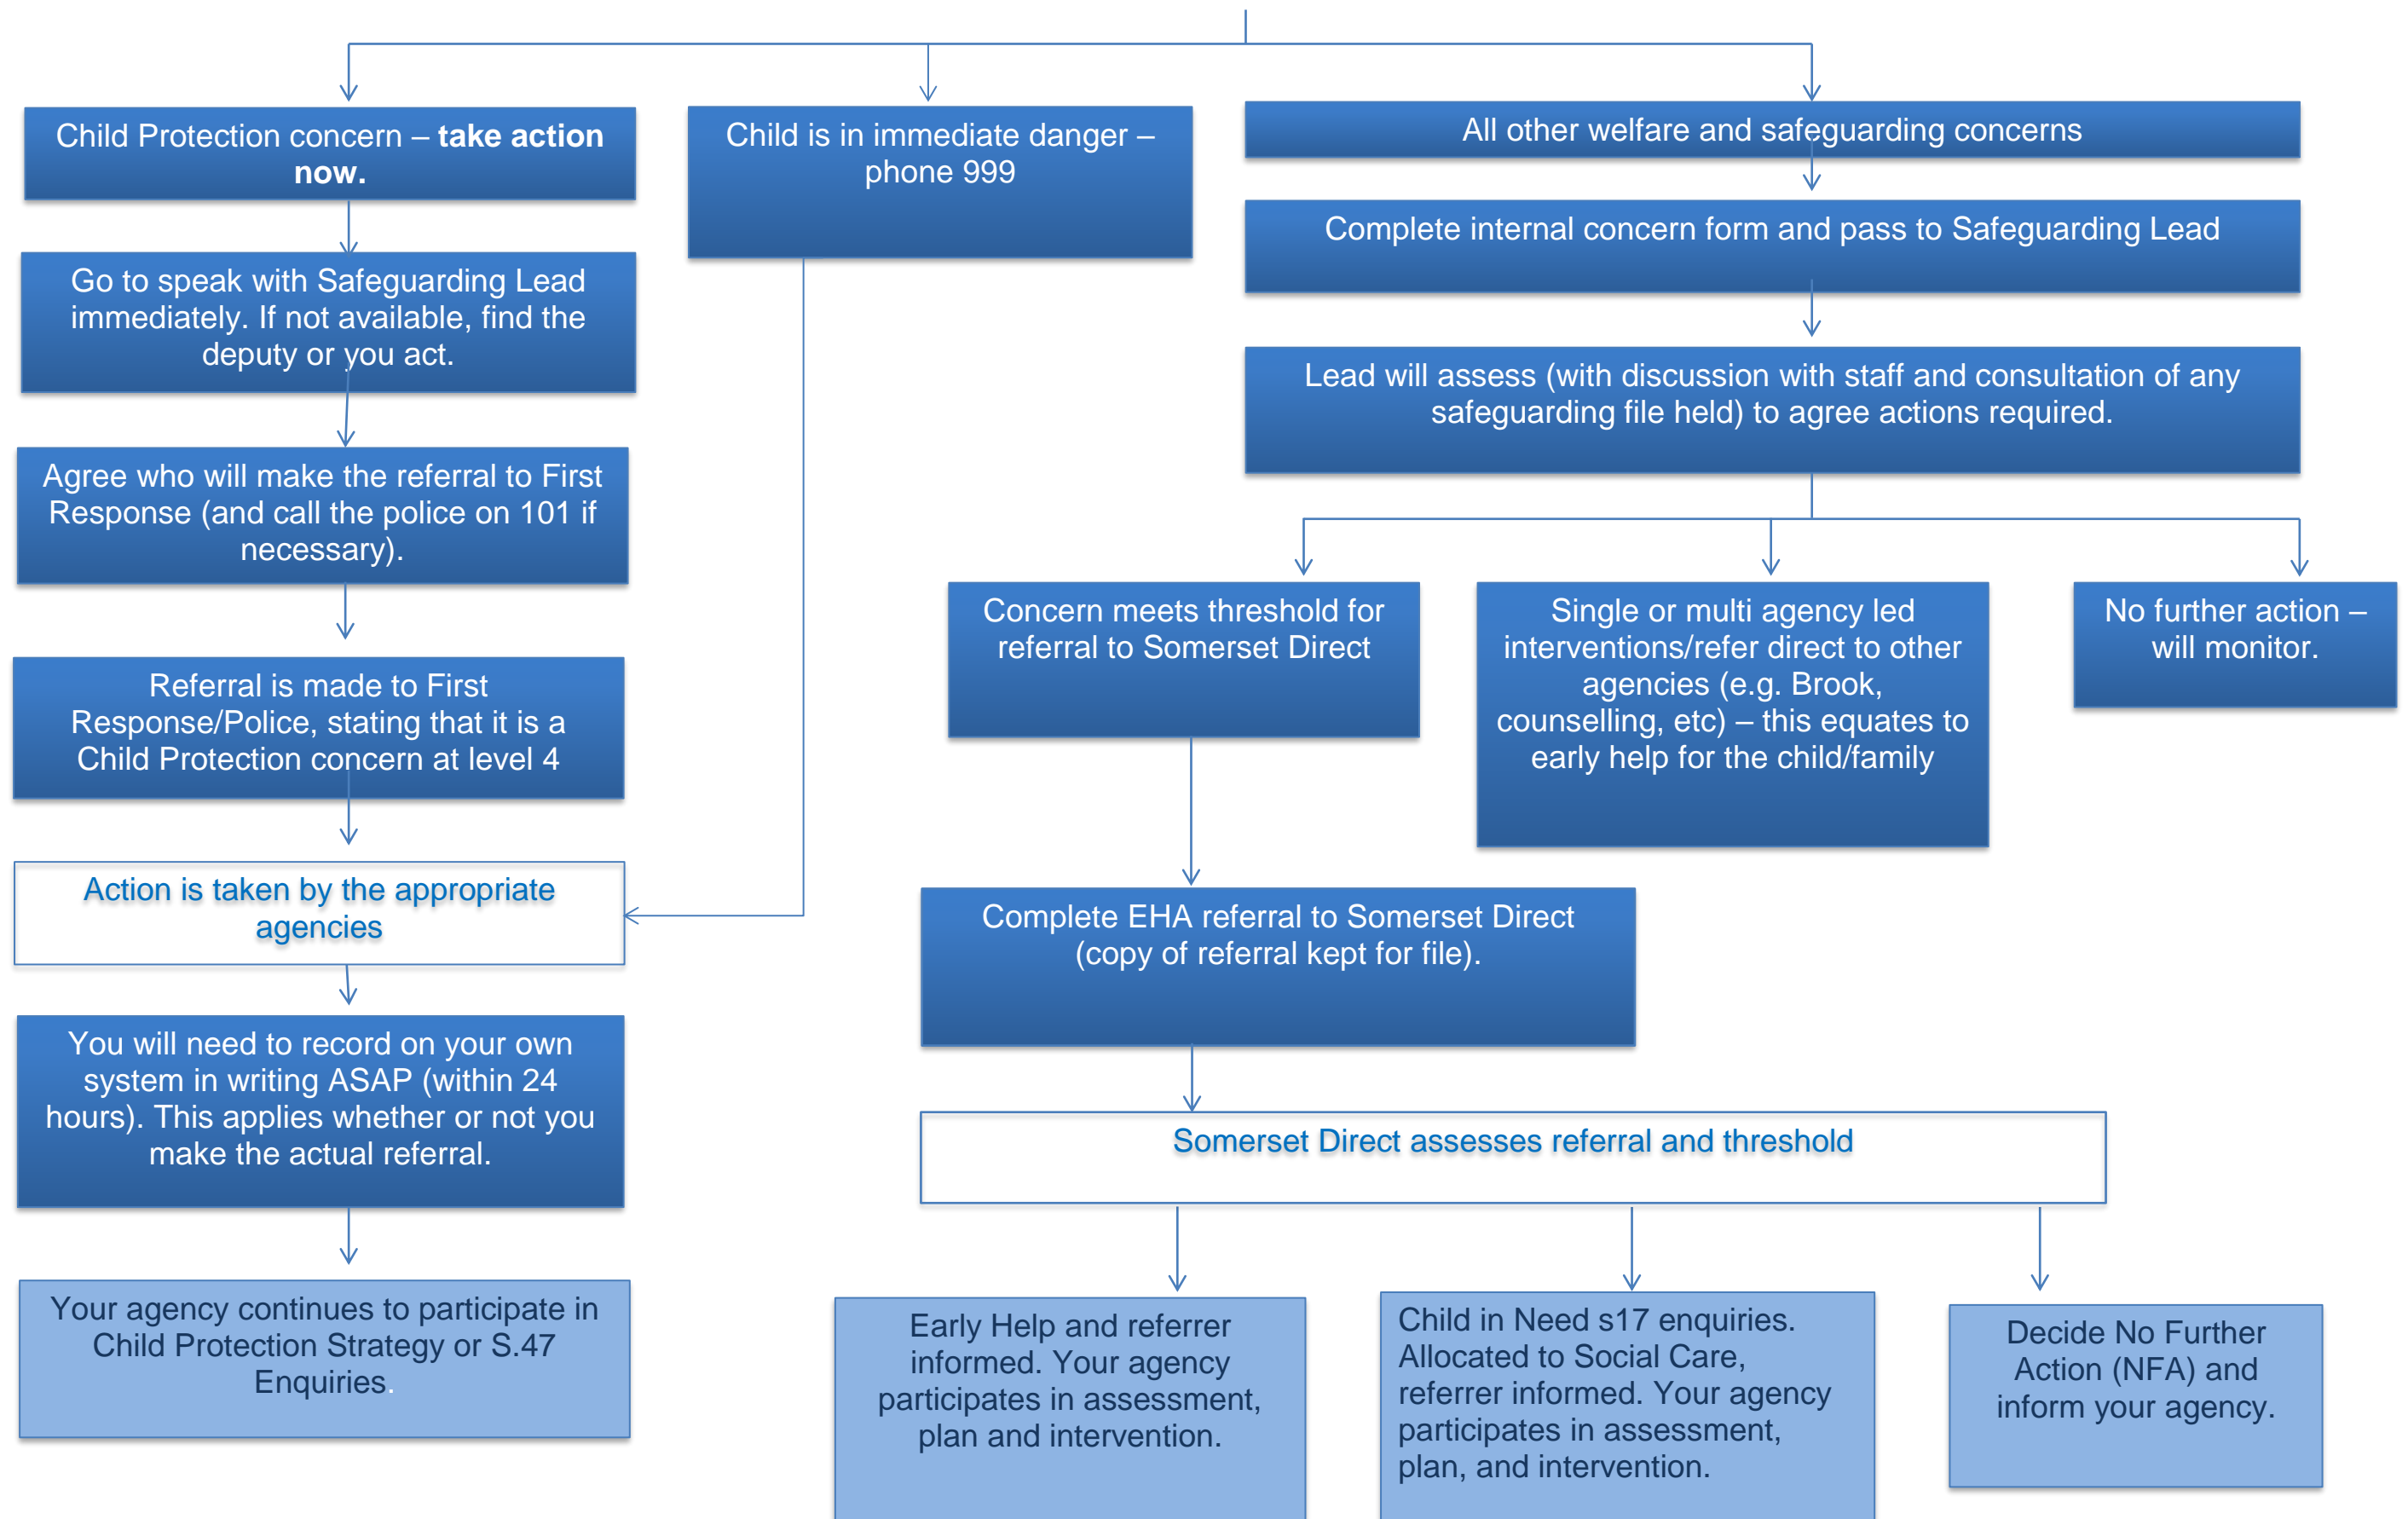 Child Protection concern – take action
now.
Child is in immediate danger –
phone 999
All other welfare and safeguarding concerns
Complete internal concern form and pass to Safeguarding Lead
Go to speak with Safeguarding Lead
immediately. If not available, find the
deputy or you act.
Lead will assess (with discussion with staff and consultation of any
safeguarding file held) to agree actions required.
Agree who will make the referral to First
Response (and call the police on 101 if
necessary).
Concern meets threshold for
referral to Somerset Direct
Single or multi agency led
interventions/refer direct to other
agencies (e.g. Brook,
counselling, etc) – this equates to
early help for the child/family
No further action –
will monitor.
Referral is made to First
Response/Police, stating that it is a
Child Protection concern at level 4
Action is taken by the appropriate
agencies
Complete EHA referral to Somerset Direct
(copy of referral kept for file).
You will need to record on your own
system in writing ASAP (within 24
hours). This applies whether or not you
make the actual referral.
Somerset Direct assesses referral and threshold
Your agency continues to participate in
Child Protection Strategy or S.47
Enquiries.
Early Help and referrer
informed. Your agency
participates in assessment,
plan and intervention.
Child in Need s17 enquiries.
Allocated to Social Care,
referrer informed. Your agency
participates in assessment,
plan, and intervention.
Decide No Further
Action (NFA) and
inform your agency.